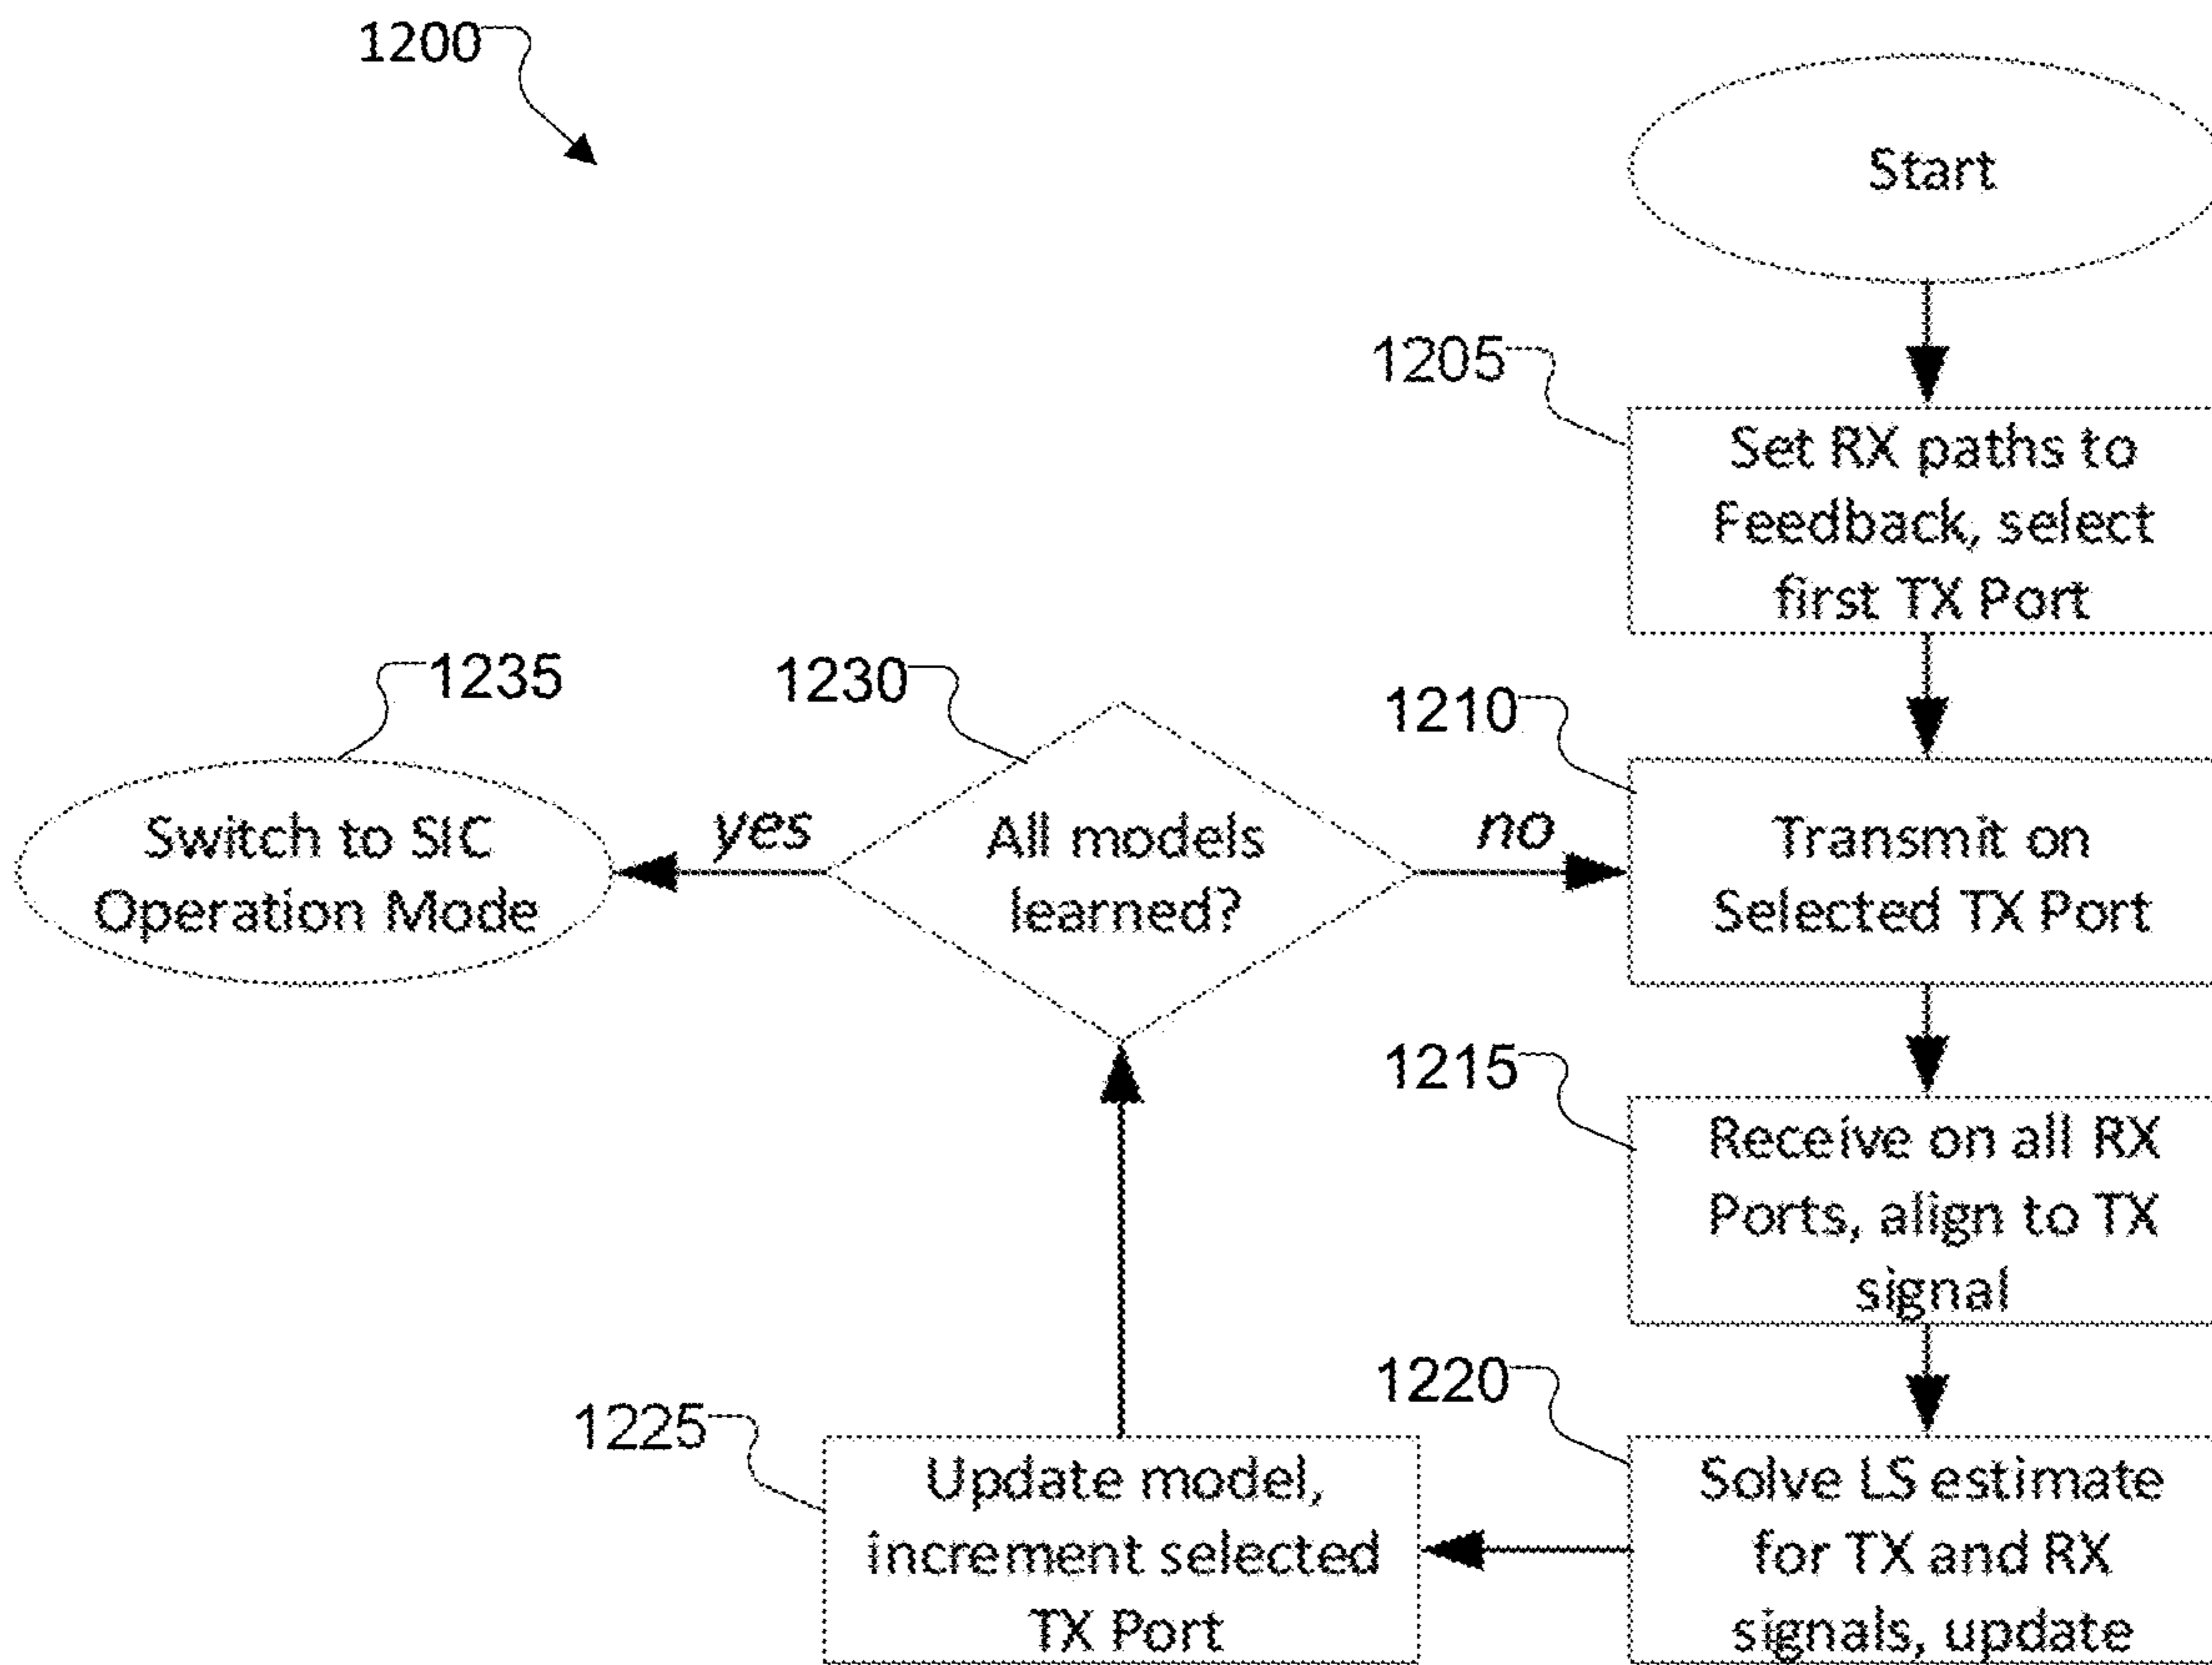 1200
Start
1205
Set RX paths to
Feedback, select
first TX Port
1235
1230
1210
Switch to SIC
Operation Mode
yes
All models
learned?
no
Transmit on
Selected TX Port
1215
Receive on all RX
Ports, align to TX
signal
1225
1220
Update model,
increment selected
TX Port
Solve LS estimate
for TX and RX
signals, update